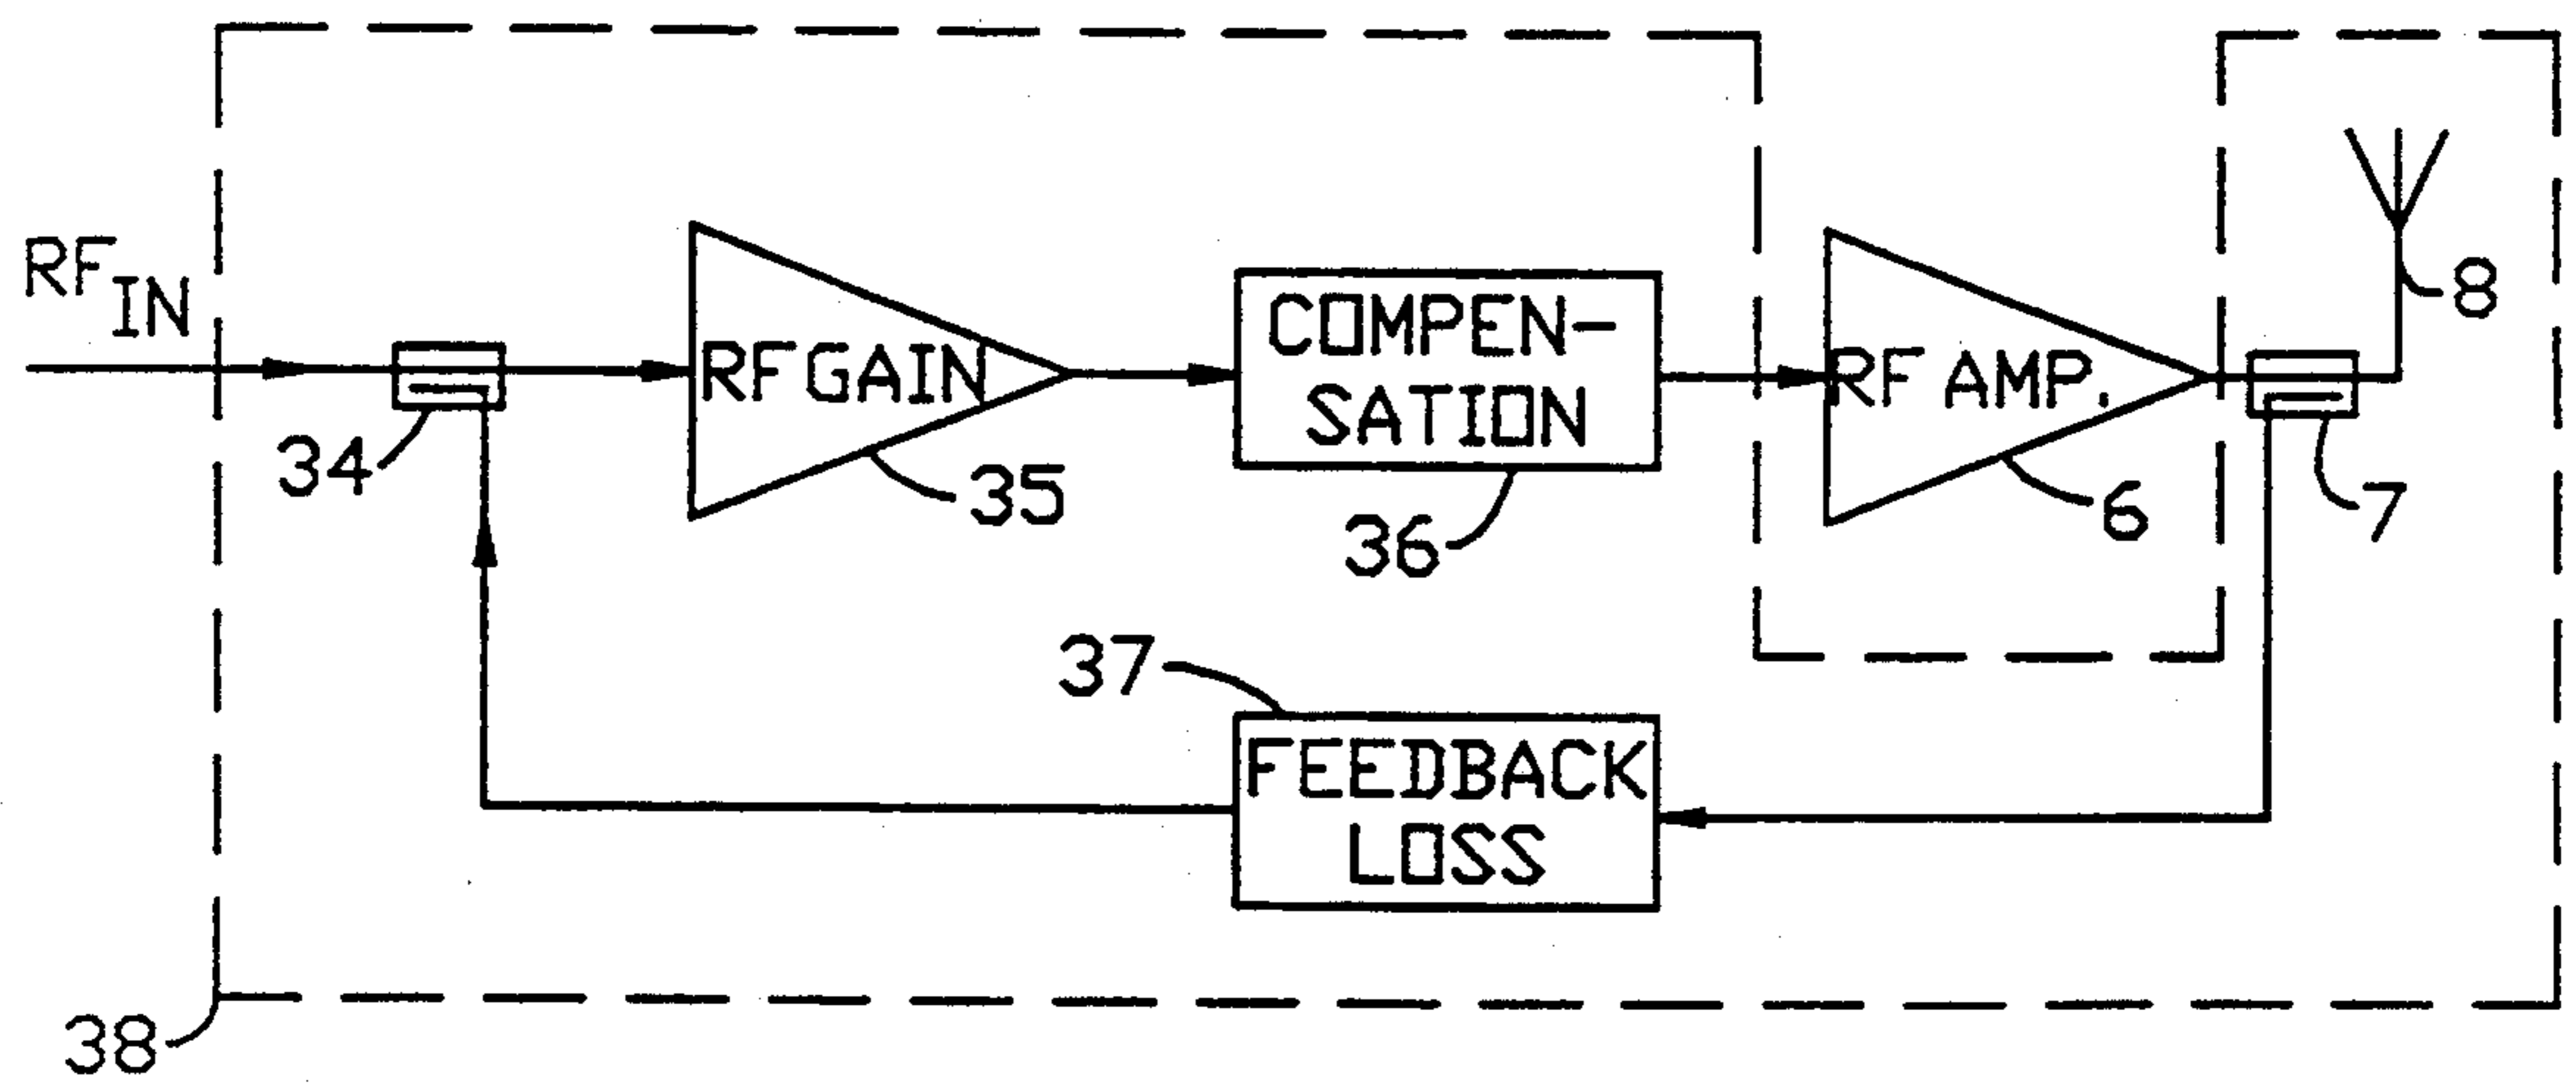 RF IN
34
RF GAIN
35
COMPEN-
SATION
36
RF AMP.
6
7
8
37
FEEDBACK
LOSS
38